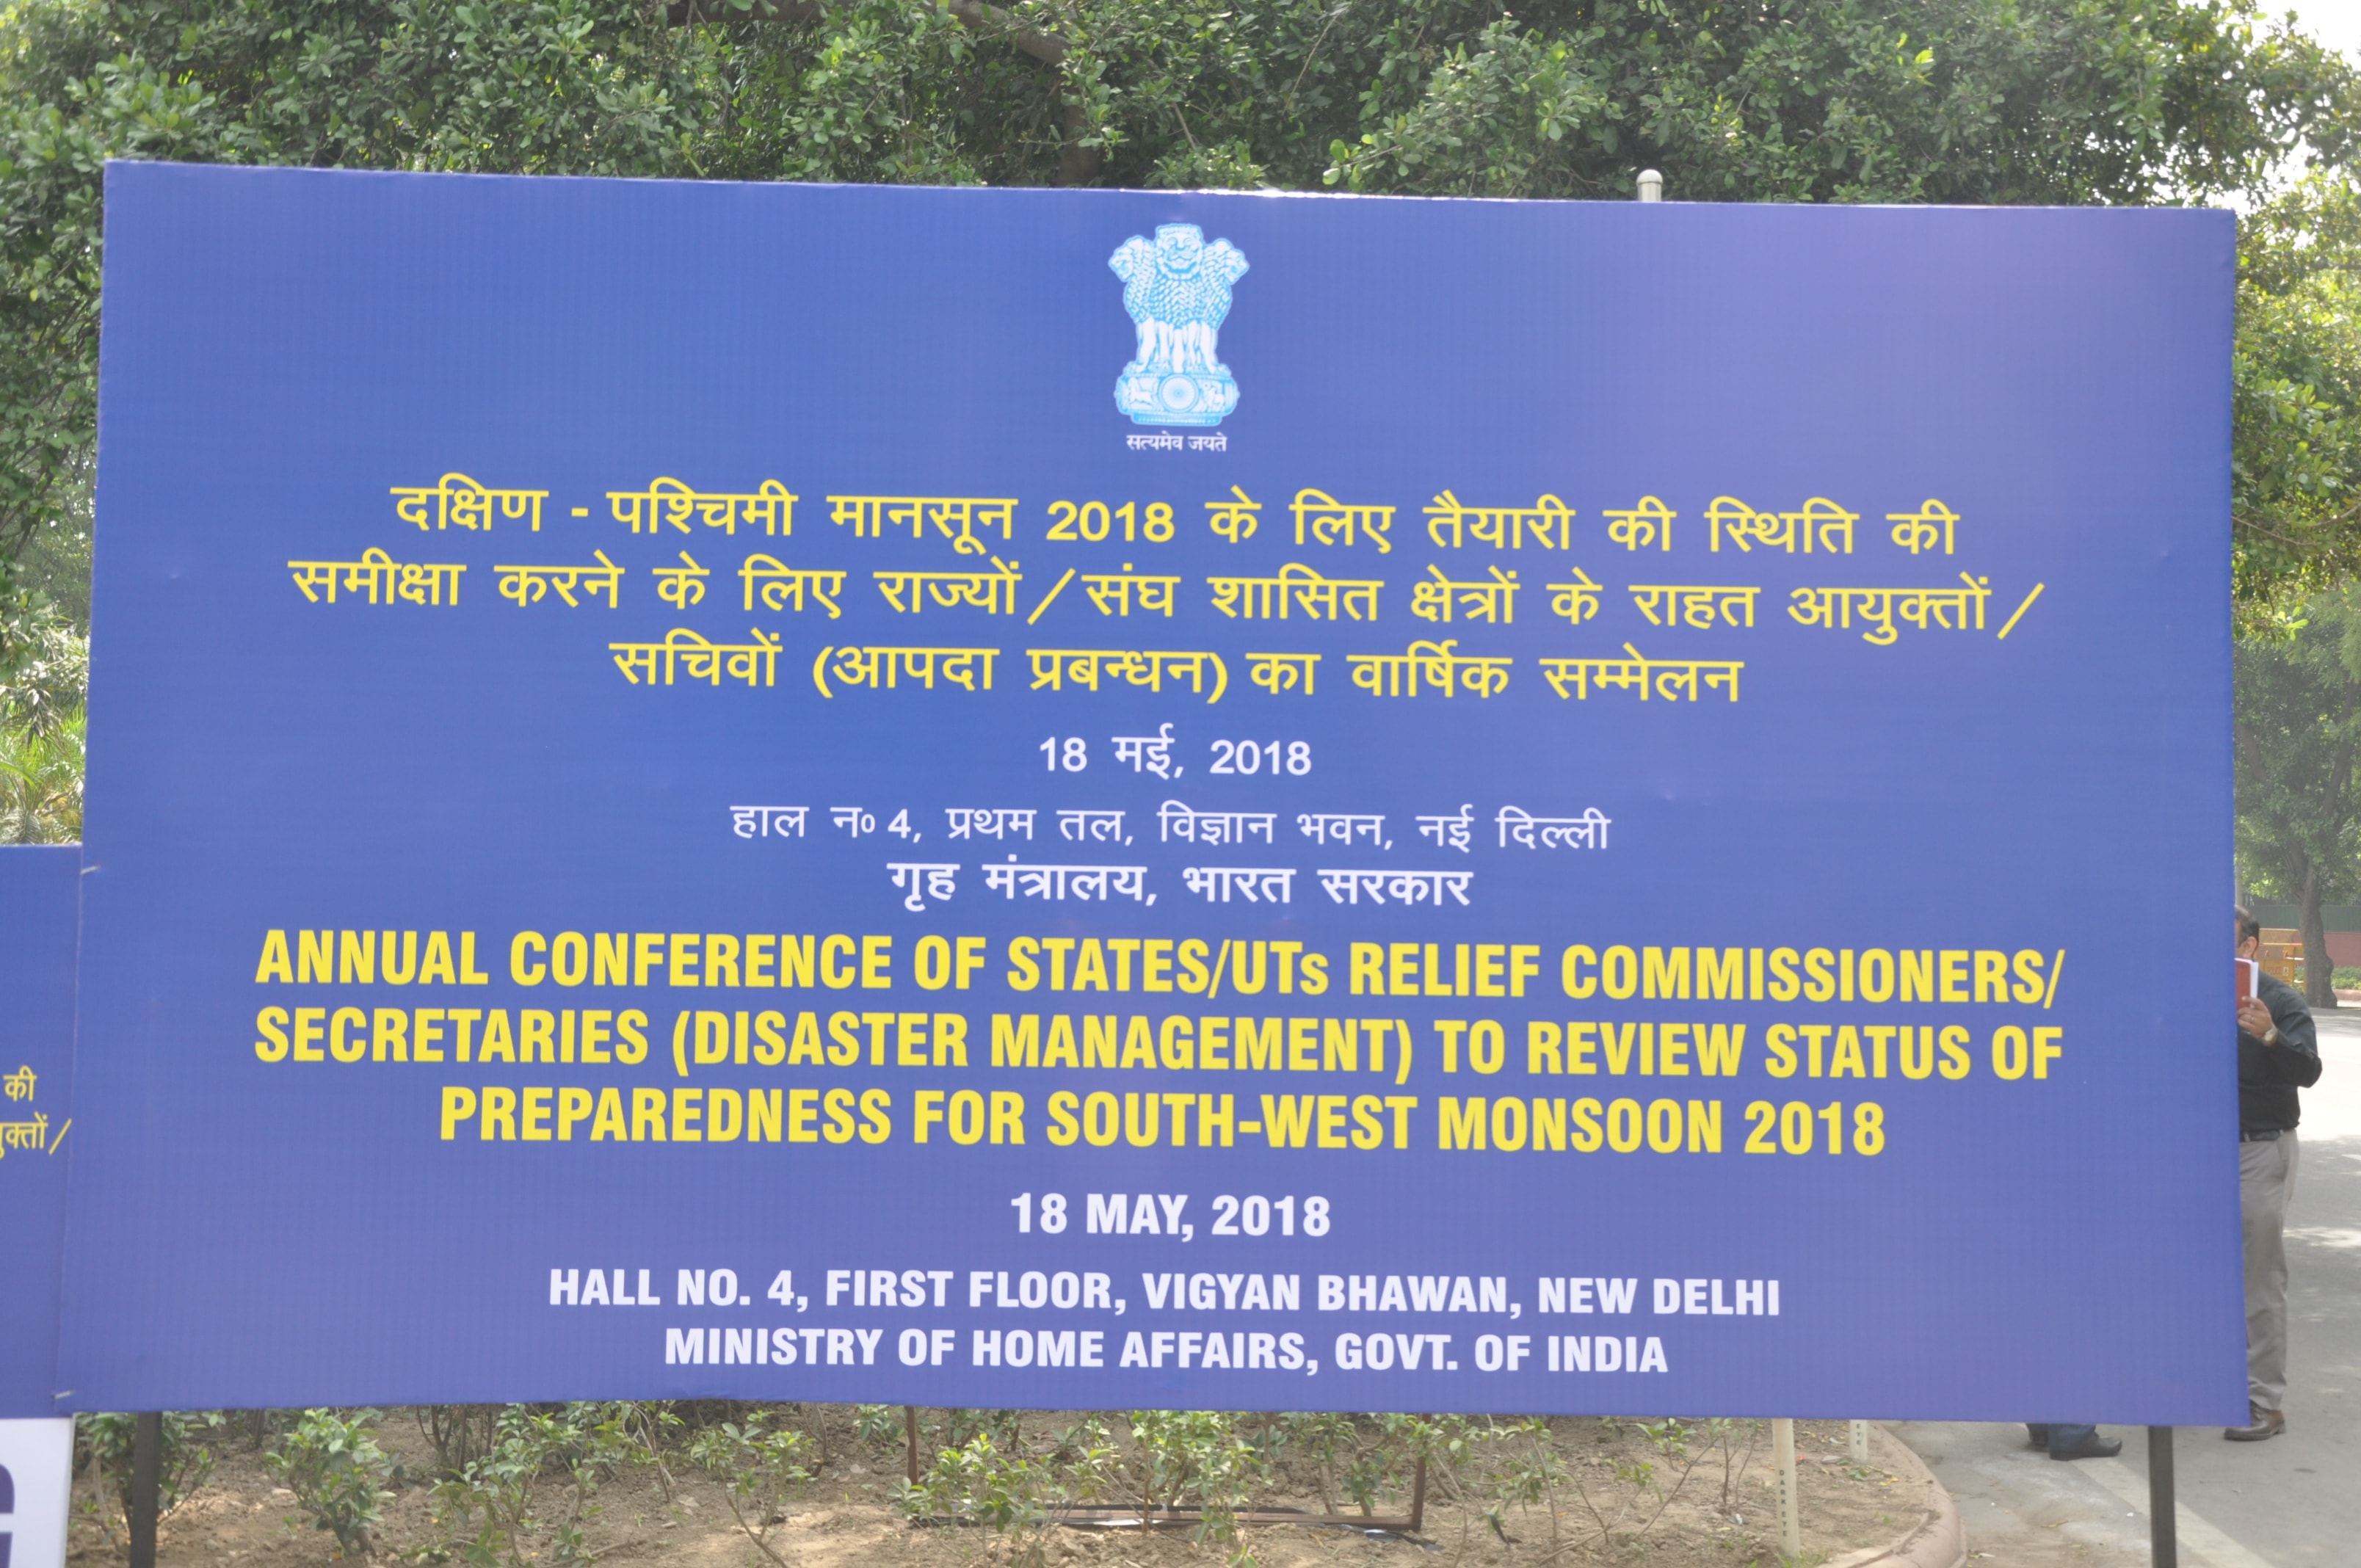 सत्यमेव जयते
दक्षिण - पश्चिमी मानसून 2018 के लिए तैयारी की स्थिति की
समीक्षा करने के लिए राज्यों/संघ शासित क्षेत्रों के राहत आयुक्तों/
सचिवों (आपदा प्रबन्धन) का वार्षिक सम्मेलन
18 मई, 2018
हाल न० 4, प्रथम तल, विज्ञान भवन, नई दिल्ली
गृह मंत्रालय, भारत सरकार
ANNUAL CONFERENCE OF STATES/UTs RELIEF COMMISSIONERS/
SECRETARIES (DISASTER MANAGEMENT) TO REVIEW STATUS OF
PREPAREDNESS FOR SOUTH-WEST MONSOON 2018
18 MAY, 2018
HALL NO. 4, FIRST FLOOR, VIGYAN BHAWAN, NEW DELHI
MINISTRY OF HOME AFFAIRS, GOVT. OF INDIA
की